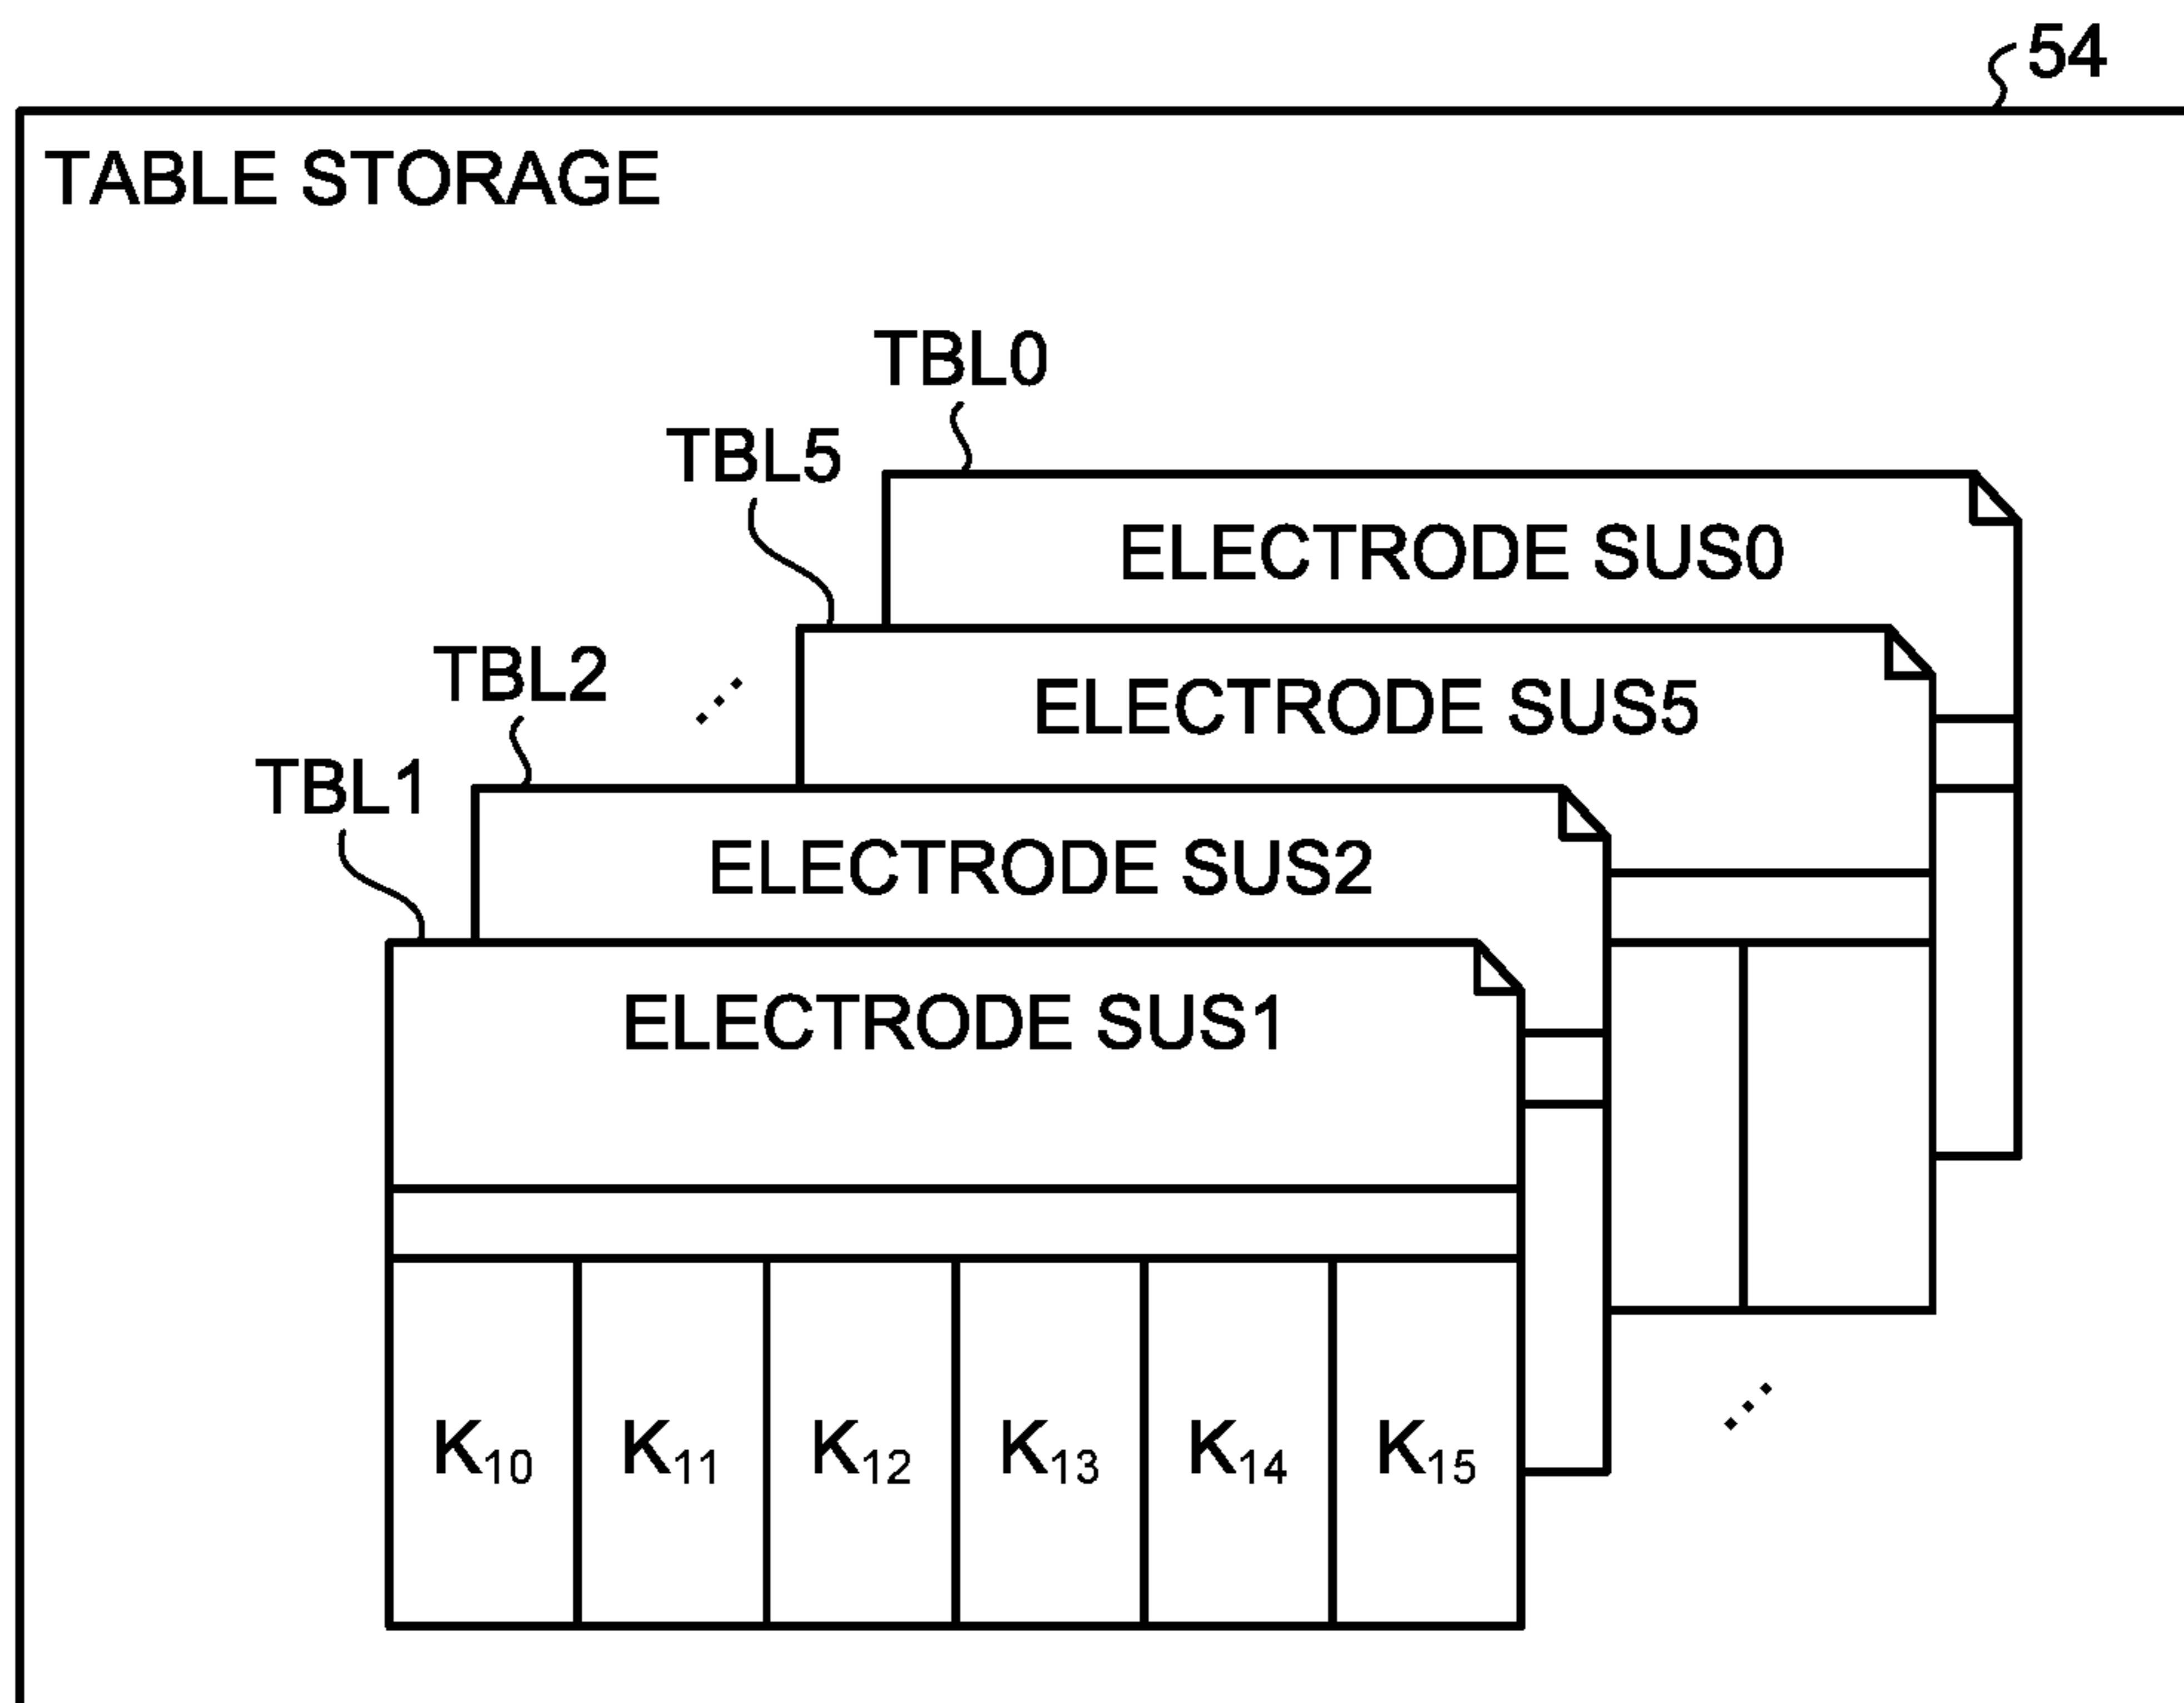 54
TABLE STORAGE
TBL0
TBL5
ELECTRODE SUS0
TBL2
ELECTRODE SUS5
TBL1
ELECTRODE SUS2
ELECTRODE SUS1
K₁₀ K₁₁ K₁₂ K₁₃ K₁₄ K₁₅